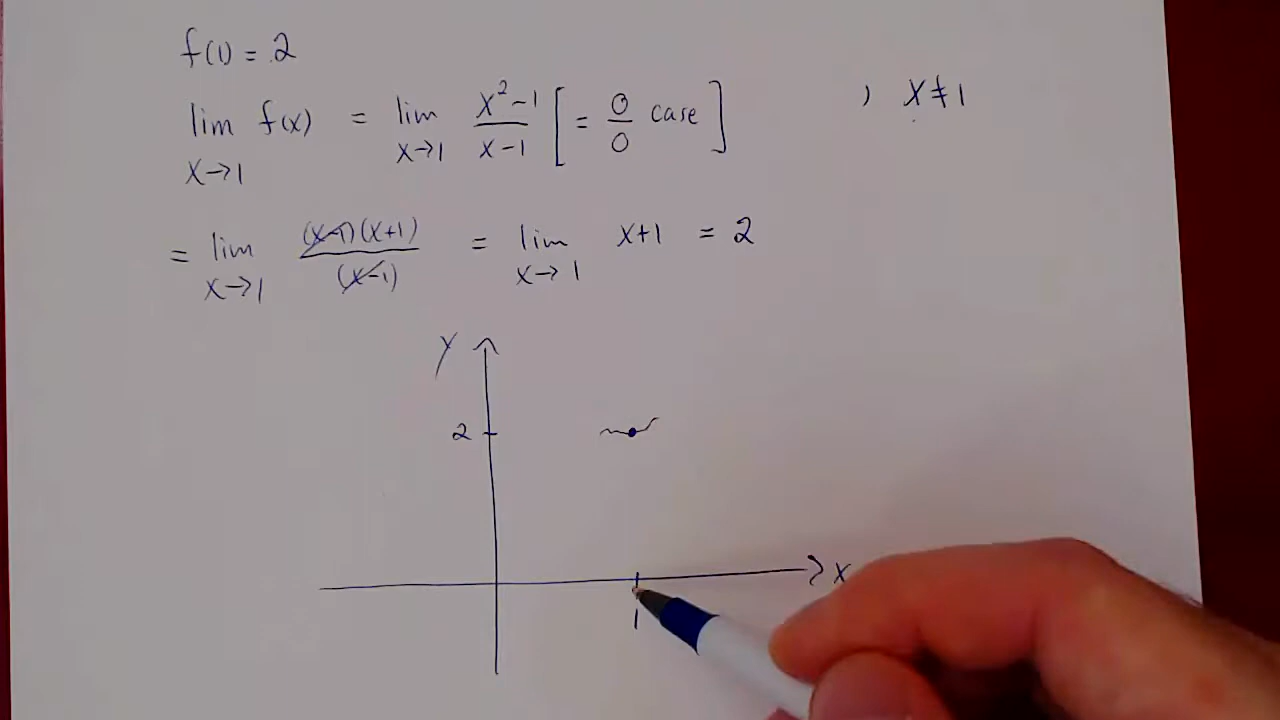 f(1) = 2
lim x→1 f(x) = lim x→1 (x² - 1)/(x - 1) [ = 0/0 case ] , x ≠ 1
= lim x→1 (x-1)(x+1)/(x-1) = lim x→1 x+1 = 2
y
2
x
1